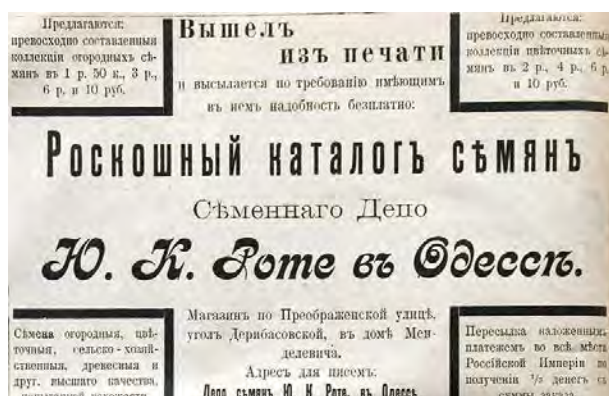 Предлагаются:
превосходно составленныя
коллекціи огородныхъ сѣ-
мянъ въ 1 р. 50 к., 3 р.,
6 р. и 10 руб.
Вышелъ
изъ печати
и высылается по требованію имѣющимъ
въ немъ надобность безплатно:
Предлагаются:
превосходно составленныя
коллекціи цвѣточныхъ сѣ-
мянъ въ 2 р., 4 р., 6 р.
и 10 руб.
Роскошный каталогъ сѣмянъ
Сѣменнаго Депо
Ю. К. Роте въ Одессѣ.
Сѣмена огородныя, цвѣ-
точныя, сельско-хозяй-
ственныя, древесныя и
друг. высшаго качества,
Магазинъ по Преображенской улицѣ,
уголъ Дерибасовской, въ домѣ Мен-
делевича.
Адресъ для писемъ:
Депо сѣмянъ Ю. К. Роте, въ Одессѣ
Пересылка наложеннымъ
платежемъ во всѣ мѣста
Россійской Имперіи
полученіи 1/2 денегъ
суммы заказа